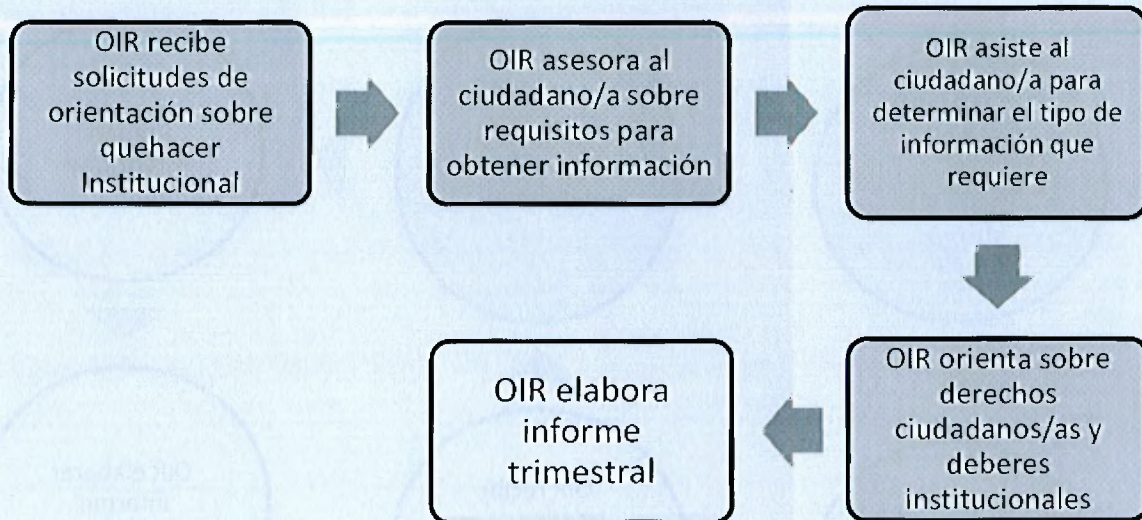 OIR recibe
solicitudes de
orientación sobre
quehacer
Institucional
OIR asesora al
ciudadano/a sobre
requisitos para
obtener información
OIR asiste al
ciudadano/a para
determinar el tipo de
información que
requiere
OIR orienta sobre
derechos
ciudadanos/as y
deberes
institucionales
OIR elabora
informe
trimestral